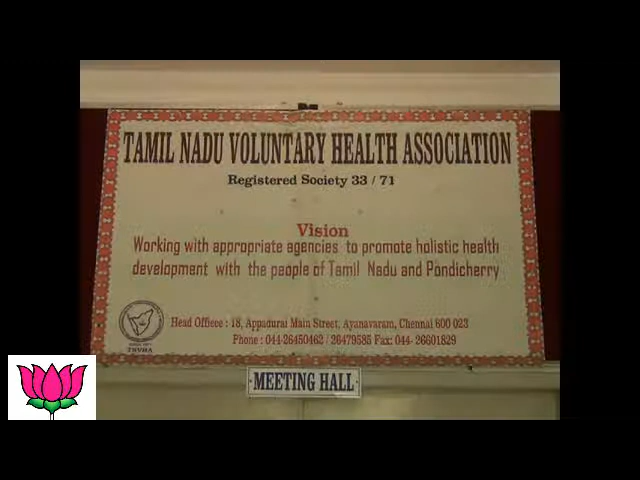 TAMIL NADU VOLUNTARY HEALTH ASSOCIATION
Registered Society 33 / 71
Vision
Working with appropriate agencies to promote holistic health
development with the people of Tamil Nadu and Pondicherry
Head Offiece : 18, Appadurai Main Street, Ayanavaram, Chennai 600 023
Phone : 044-26450462 / 26479585 Fax: 044- 26601829
TNVHA
MEETING HALL